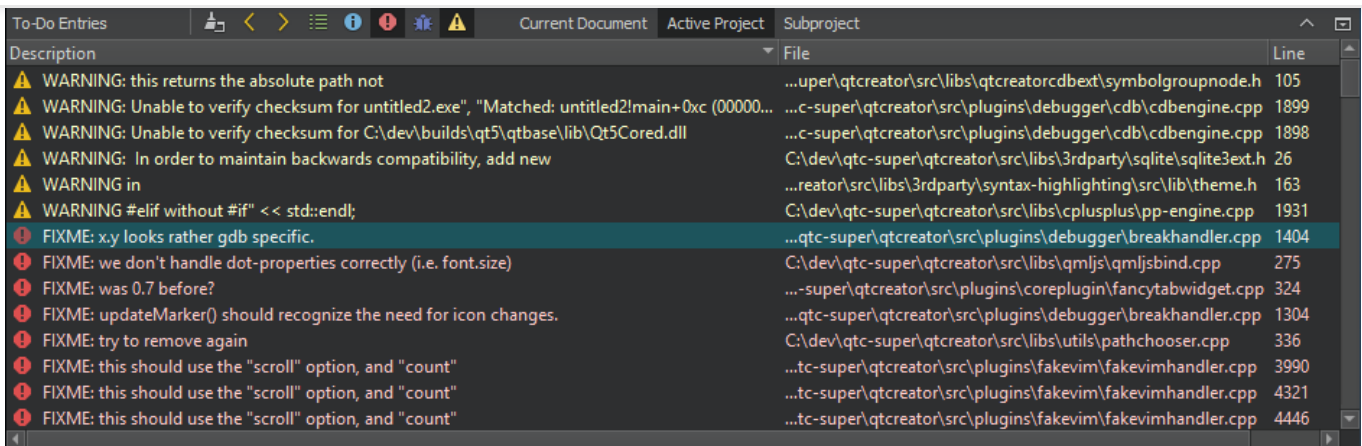 To-Do Entries Current Document Active Project Subproject
Description File Line
WARNING: this returns the absolute path not ...uper\qtcreator\src\libs\qtcreatorcdbext\symbolgroupnode.h 105
WARNING: Unable to verify checksum for untitled2.exe", "Matched: untitled2!main+0xc (00000... ...c-super\qtcreator\src\plugins\debugger\cdb\cdbengine.cpp 1899
WARNING: Unable to verify checksum for C:\dev\builds\qt5\qtbase\lib\Qt5Cored.dll ...c-super\qtcreator\src\plugins\debugger\cdb\cdbengine.cpp 1898
WARNING:  In order to maintain backwards compatibility, add new C:\dev\qtc-super\qtcreator\src\libs\3rdparty\sqlite\sqlite3ext.h 26
WARNING in ...reator\src\libs\3rdparty\syntax-highlighting\src\lib\theme.h 163
WARNING #elif without #if" << std::endl; C:\dev\qtc-super\qtcreator\src\libs\cplusplus\pp-engine.cpp 1931
FIXME: x.y looks rather gdb specific. ...qtc-super\qtcreator\src\plugins\debugger\breakhandler.cpp 1404
FIXME: we don't handle dot-properties correctly (i.e. font.size) C:\dev\qtc-super\qtcreator\src\libs\qmljs\qmljsbind.cpp 275
FIXME: was 0.7 before? ...-super\qtcreator\src\plugins\coreplugin\fancytabwidget.cpp 324
FIXME: updateMarker() should recognize the need for icon changes. ...qtc-super\qtcreator\src\plugins\debugger\breakhandler.cpp 1304
FIXME: try to remove again C:\dev\qtc-super\qtcreator\src\libs\utils\pathchooser.cpp 336
FIXME: this should use the "scroll" option, and "count" ...tc-super\qtcreator\src\plugins\fakevim\fakevimhandler.cpp 3990
FIXME: this should use the "scroll" option, and "count" ...tc-super\qtcreator\src\plugins\fakevim\fakevimhandler.cpp 4321
FIXME: this should use the "scroll" option, and "count" ...tc-super\qtcreator\src\plugins\fakevim\fakevimhandler.cpp 4446